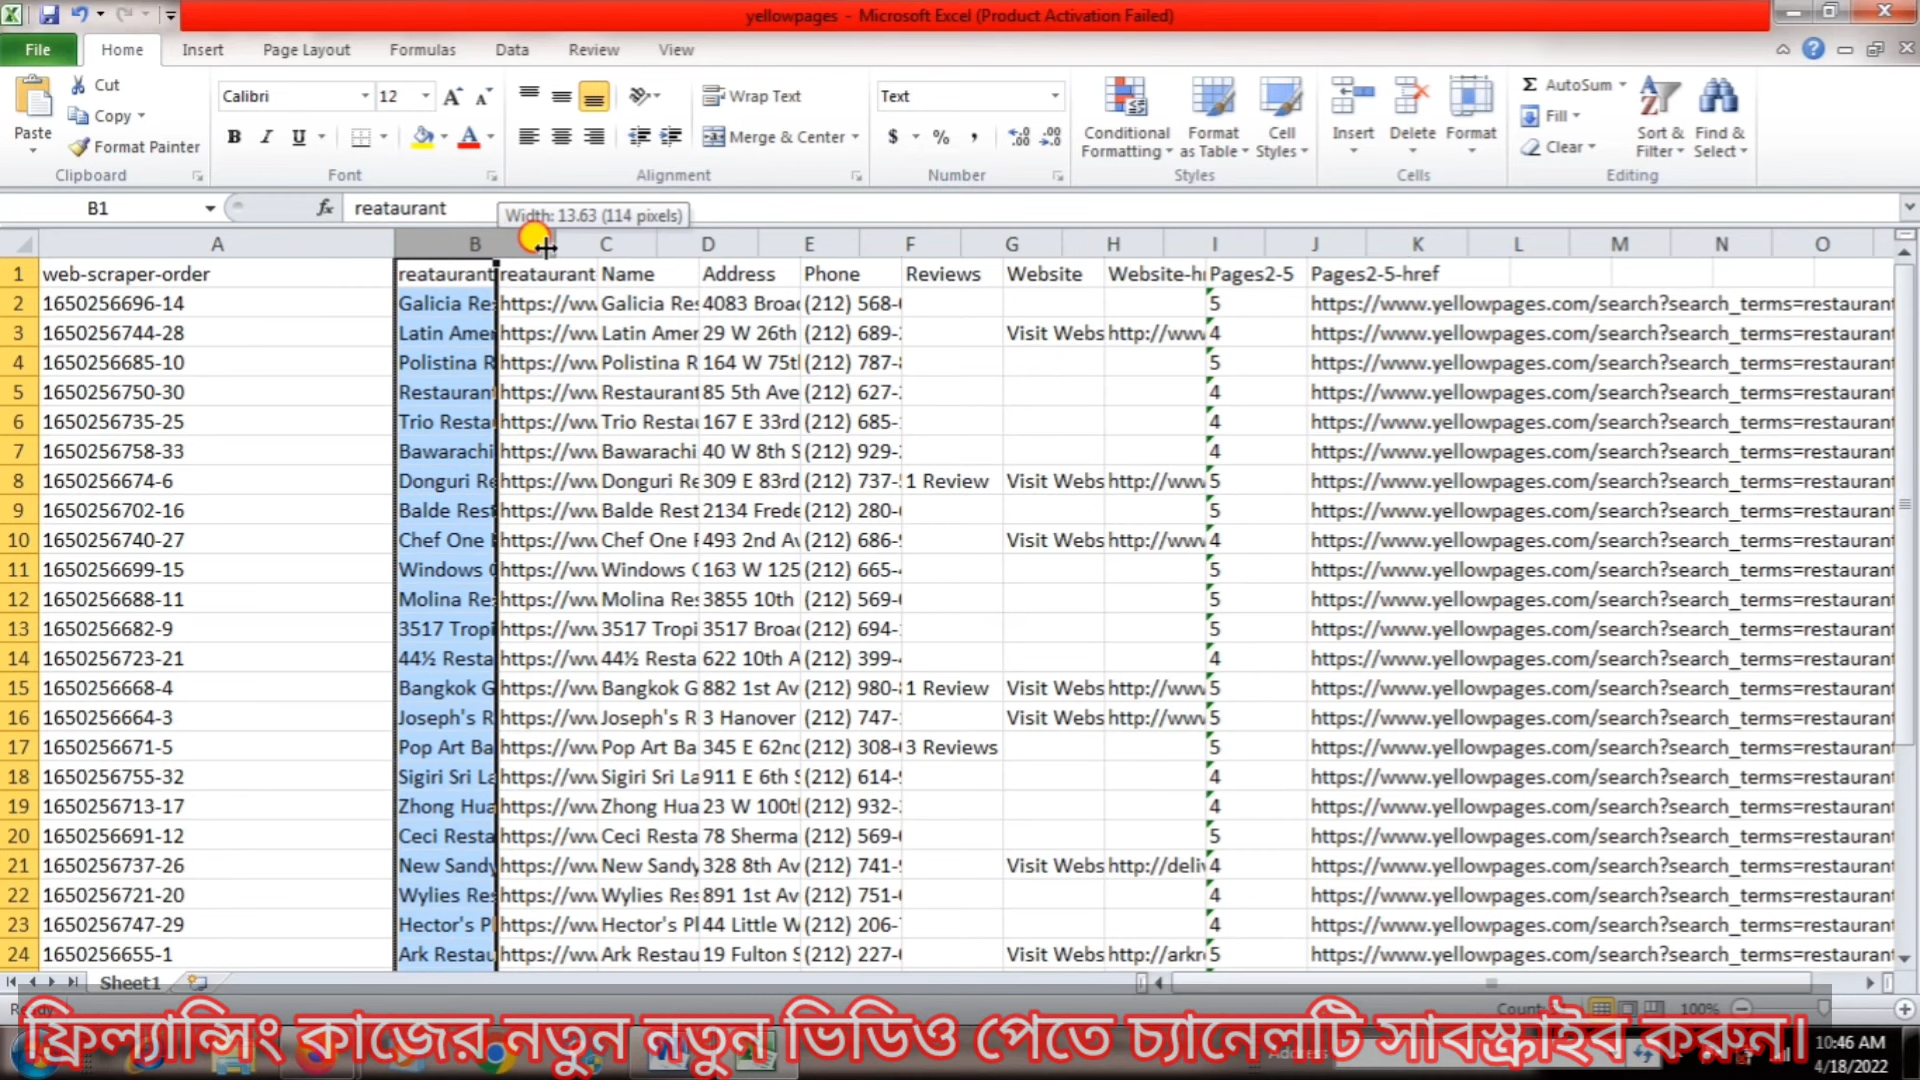 yellowpages - Microsoft Excel (Product Activation Failed)
File Home Insert Page Layout Formulas Data Review View
Paste Cut Copy Format Painter Clipboard
Calibri 12 B I U Font
Wrap Text Merge & Center Alignment
Text $ % , Number
Conditional Formatting Format as Table Cell Styles Styles
Insert Delete Format Cells
Σ AutoSum Fill Clear Sort & Filter Find & Select Editing
B1 fx reataurant
Width: 13.63 (114 pixels)
A B C D E F G H I J K L M N O
1 web-scraper-order reataurant reataurant Name Address Phone Reviews Website Website-h Pages2-5 Pages2-5-href
2 1650256696-14 Galicia Re https://ww Galicia Res 4083 Broad (212) 568- 5 https://www.yellowpages.com/search?search_terms=restaurant
3 1650256744-28 Latin Amer https://ww Latin Amer 29 W 26th (212) 689- Visit Webs http://www 4 https://www.yellowpages.com/search?search_terms=restaurant
4 1650256685-10 Polistina R https://ww Polistina R 164 W 75t (212) 787- 5 https://www.yellowpages.com/search?search_terms=restaurant
5 1650256750-30 Restaurant https://ww Restaurant 85 5th Ave (212) 627- 4 https://www.yellowpages.com/search?search_terms=restaurant
6 1650256735-25 Trio Resta https://ww Trio Restau 167 E 33rd (212) 685- 4 https://www.yellowpages.com/search?search_terms=restaurant
7 1650256758-33 Bawarachi https://ww Bawarachi 40 W 8th S (212) 929- 4 https://www.yellowpages.com/search?search_terms=restaurant
8 1650256674-6 Donguri Re https://ww Donguri Re 309 E 83rd (212) 737- 1 Review Visit Webs http://www 5 https://www.yellowpages.com/search?search_terms=restaurant
9 1650256702-16 Balde Rest https://ww Balde Rest 2134 Frede (212) 280- 5 https://www.yellowpages.com/search?search_terms=restaurant
10 1650256740-27 Chef One https://ww Chef One 493 2nd Av (212) 686- Visit Webs http://www 4 https://www.yellowpages.com/search?search_terms=restaurant
11 1650256699-15 Windows https://ww Windows 163 W 125 (212) 665- 5 https://www.yellowpages.com/search?search_terms=restaurant
12 1650256688-11 Molina Re https://ww Molina Res 3855 10th (212) 569- 5 https://www.yellowpages.com/search?search_terms=restaurant
13 1650256682-9 3517 Tropi https://ww 3517 Tropi 3517 Broad (212) 694- 5 https://www.yellowpages.com/search?search_terms=restaurant
14 1650256723-21 44½ Resta https://ww 44½ Resta 622 10th A (212) 399- 4 https://www.yellowpages.com/search?search_terms=restaurant
15 1650256668-4 Bangkok G https://ww Bangkok G 882 1st Av (212) 980- 1 Review Visit Webs http://www 5 https://www.yellowpages.com/search?search_terms=restaurant
16 1650256664-3 Joseph's R https://ww Joseph's R 3 Hanover (212) 747- Visit Webs http://www 5 https://www.yellowpages.com/search?search_terms=restaurant
17 1650256671-5 Pop Art Ba https://ww Pop Art Ba 345 E 62nd (212) 308- 3 Reviews 5 https://www.yellowpages.com/search?search_terms=restaurant
18 1650256755-32 Sigiri Sri La https://ww Sigiri Sri La 911 E 6th S (212) 614- 4 https://www.yellowpages.com/search?search_terms=restaurant
19 1650256713-17 Zhong Hua https://ww Zhong Hua 23 W 100t (212) 932- 4 https://www.yellowpages.com/search?search_terms=restaurant
20 1650256691-12 Ceci Resta https://ww Ceci Resta 78 Sherma (212) 569- 5 https://www.yellowpages.com/search?search_terms=restaurant
21 1650256737-26 New Sandy https://ww New Sandy 328 8th Av (212) 741- Visit Webs http://deli 4 https://www.yellowpages.com/search?search_terms=restaurant
22 1650256721-20 Wylies Res https://ww Wylies Res 891 1st Av (212) 751- 4 https://www.yellowpages.com/search?search_terms=restaurant
23 1650256747-29 Hector's Pl https://ww Hector's Pl 44 Little W (212) 206- 4 https://www.yellowpages.com/search?search_terms=restaurant
24 1650256655-1 Ark Restau https://ww Ark Restau 19 Fulton S (212) 227- Visit Webs http://arkr 5 https://www.yellowpages.com/search?search_terms=restaurant
Sheet1
100%
ফ্রিল্যান্সিং কাজের নতুন নতুন ভিডিও পেতে চ্যানেলটি সাবস্ক্রাইব করুন।
10:46 AM
4/18/2022